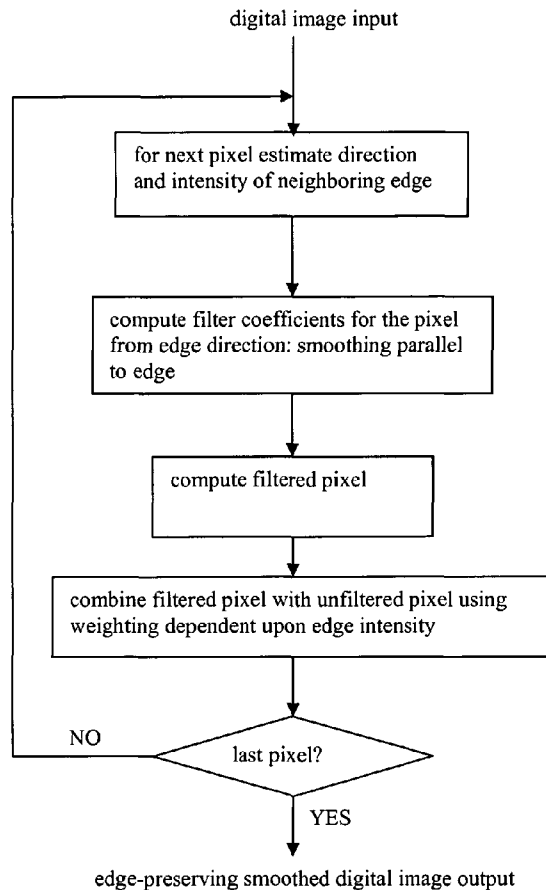 digital image input
for next pixel estimate direction
and intensity of neighboring edge
compute filter coefficients for the pixel
from edge direction: smoothing parallel
to edge
compute filtered pixel
combine filtered pixel with unfiltered pixel using
weighting dependent upon edge intensity
NO
last pixel?
YES
edge-preserving smoothed digital image output